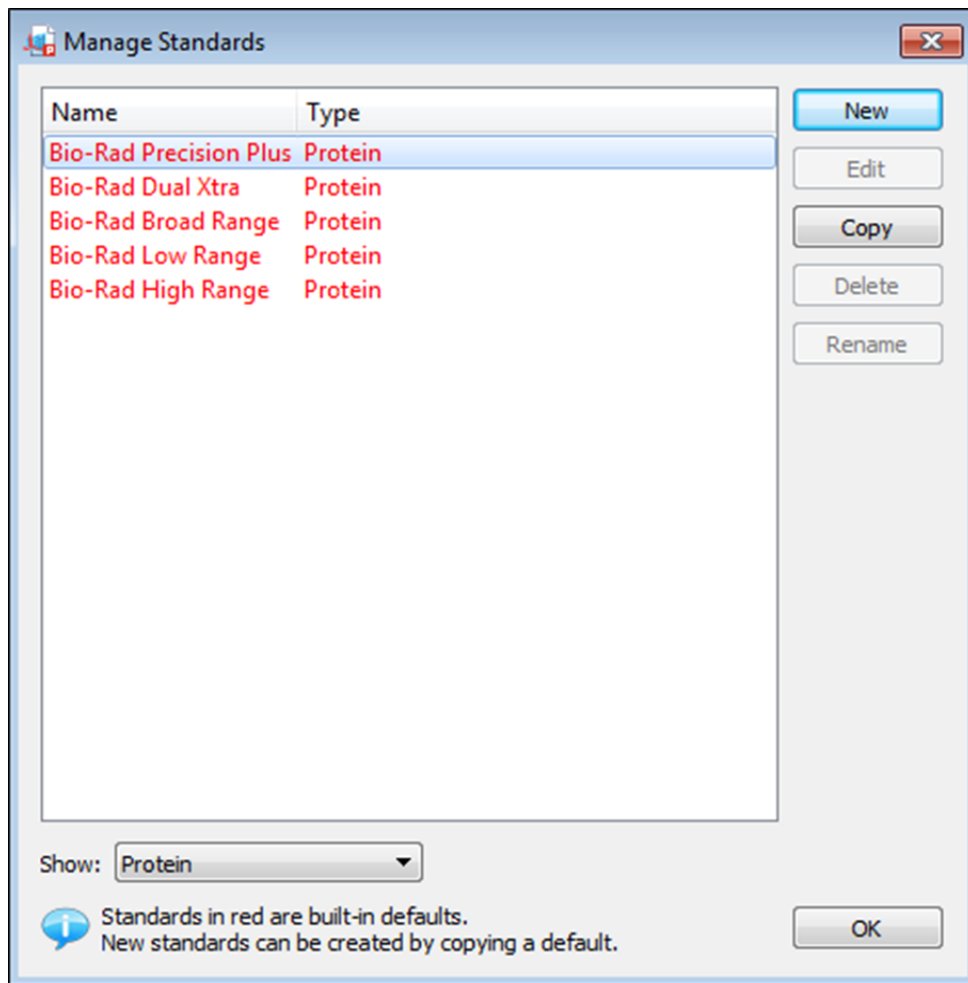 Manage Standards
Name Type
New
Bio-Rad Precision Plus Protein
Edit
Bio-Rad Dual Xtra Protein
Bio-Rad Broad Range Protein
Copy
Bio-Rad Low Range Protein
Bio-Rad High Range Protein
Delete
Rename
Show: Protein
Standards in red are built-in defaults.
New standards can be created by copying a default.
OK